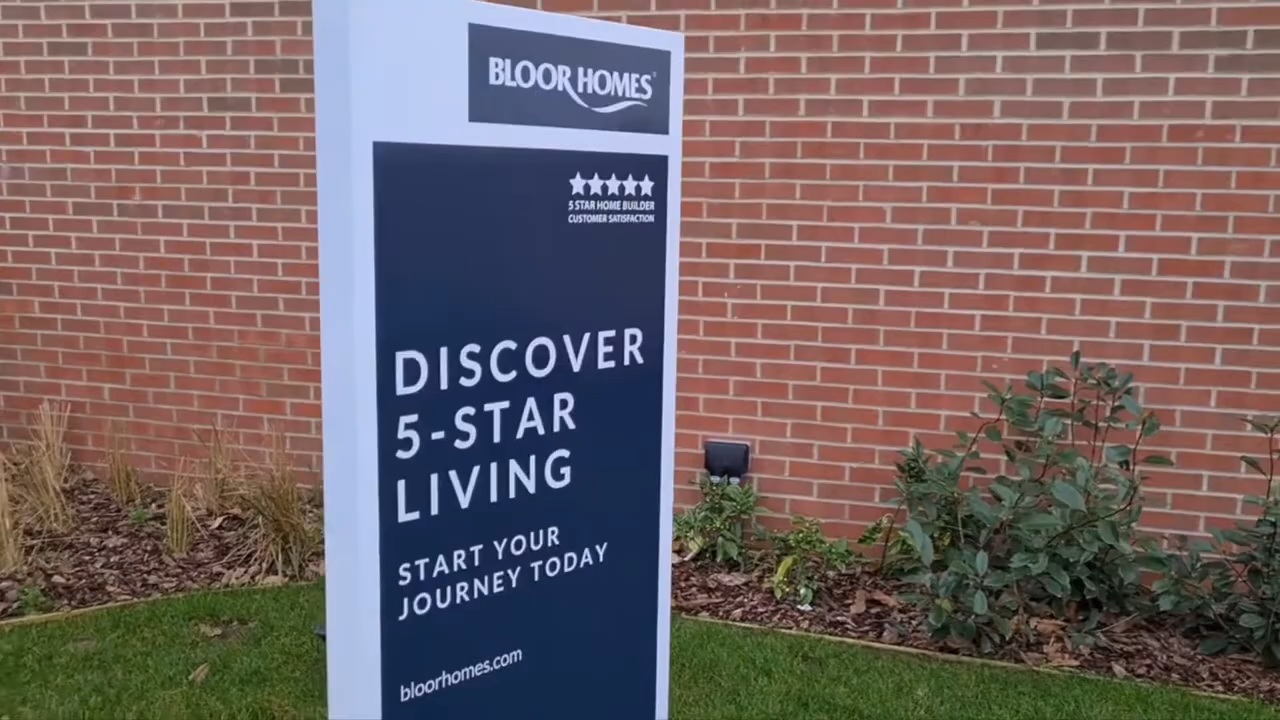 BLOOR HOMES
5 STAR HOME BUILDER
CUSTOMER SATISFACTION
DISCOVER
5-STAR
LIVING
START YOUR
JOURNEY TODAY
bloorhomes.com